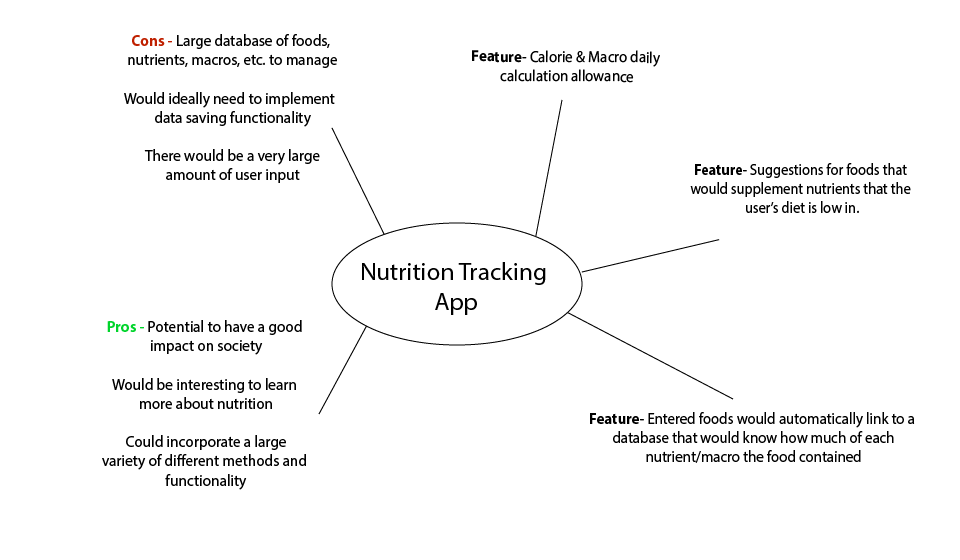 Cons - Large database of foods,
nutrients, macros, etc. to manage
Would ideally need to implement
data saving functionality
There would be a very large
amount of user input
Feature- Calorie & Macro daily
calculation allowance
Feature- Suggestions for foods that
would supplement nutrients that the
user's diet is low in.
Nutrition Tracking
App
Pros - Potential to have a good
impact on society
Would be interesting to learn
more about nutrition
Could incorporate a large
variety of different methods and
functionality
Feature- Entered foods would automatically link to a
database that would know how much of each
nutrient/macro the food contained